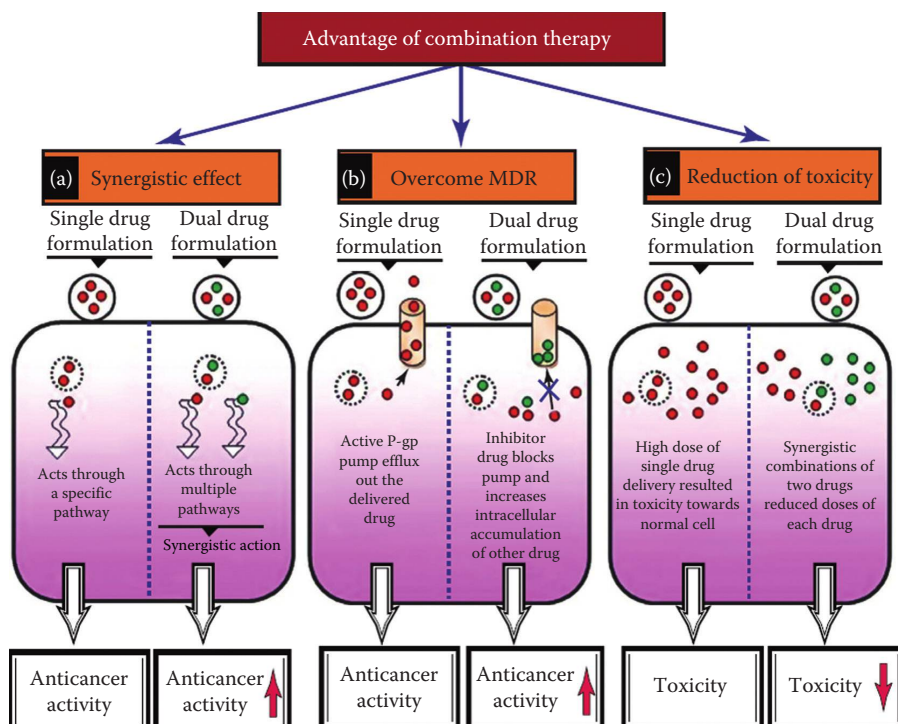 Advantage of combination therapy
(a) Synergistic effect
Single drug
formulation
Dual drug
formulation
Acts through
a specific
pathway
Acts through
multiple
pathways
Synergistic action
Anticancer
activity
Anticancer
activity
(b) Overcome MDR
Single drug
formulation
Dual drug
formulation
Active P-gp
pump efflux
out the
delivered
drug
Inhibitor
drug blocks
pump and
increases
intracellular
accumulation
of other drug
Anticancer
activity
Anticancer
activity
(c) Reduction of toxicity
Single drug
formulation
Dual drug
formulation
High dose of
single drug
delivery resulted
in toxicity towards
normal cell
Synergistic
combinations of
two drugs
reduced doses of
each drug
Toxicity
Toxicity